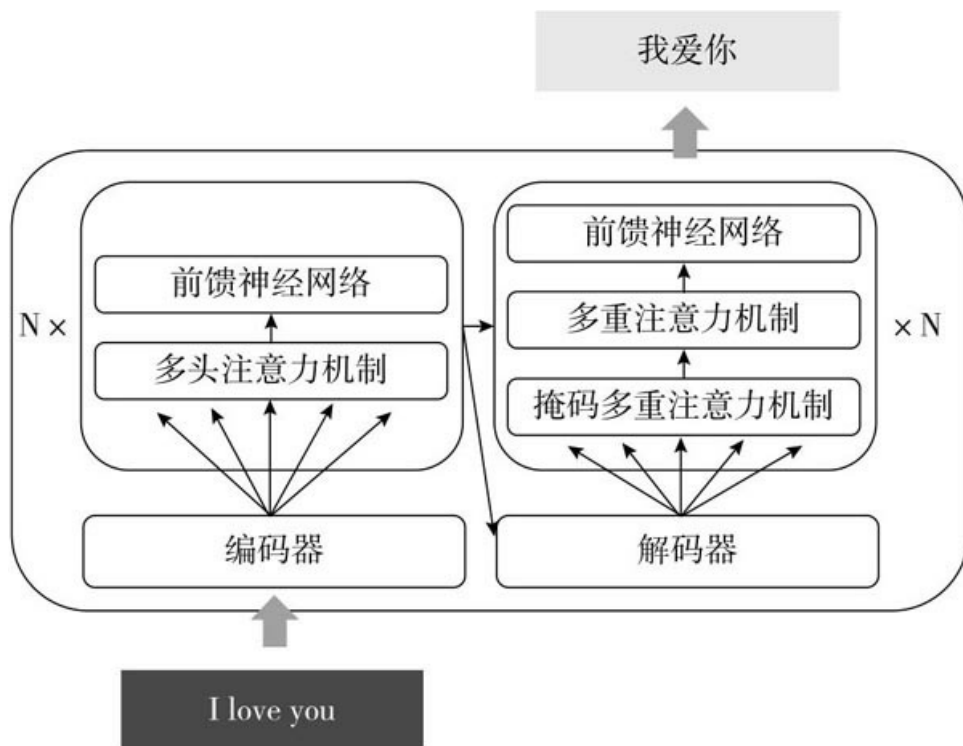 我爱你
前馈神经网络
多头注意力机制
N ×
编码器
I love you
前馈神经网络
多重注意力机制
掩码多重注意力机制
× N
解码器